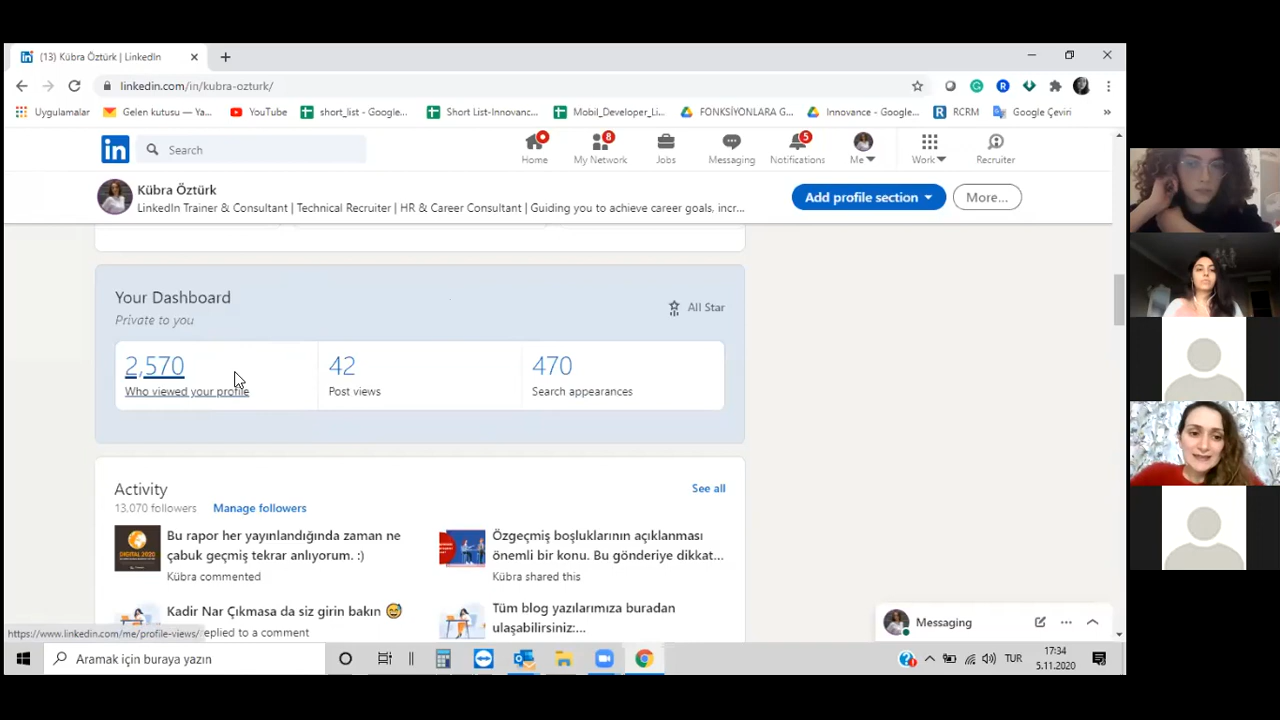 (13) Kübra Öztürk | LinkedIn
linkedin.com/in/kubra-ozturk/
Uygulamalar
Gelen kutusu — Ya...
YouTube
short_list - Google...
Short List-Innovanc...
Mobil_Developer_Li...
FONKSİYONLARA G...
Innovance - Google...
RCRM
Google Çeviri
in
Search
Home
8
My Network
Jobs
Messaging
5
Notifications
Me
Work
Recruiter
Kübra Öztürk
LinkedIn Trainer & Consultant | Technical Recruiter | HR & Career Consultant | Guiding you to achieve career goals, incr...
Add profile section
More...
Your Dashboard
Private to you
All Star
2,570
Who viewed your profile
42
Post views
470
Search appearances
Activity
See all
13,070 followers
Manage followers
DIGITAL 2020
Bu rapor her yayınlandığında zaman ne
çabuk geçmiş tekrar anlıyorum. :)
Kübra commented
Özgeçmiş boşluklarının açıklanması
önemli bir konu. Bu gönderiye dikkat...
Kübra shared this
Kadir Nar Çıkmasa da siz girin bakın 😅
replied to a comment
Tüm blog yazılarımıza buradan
ulaşabilirsiniz:...
https://www.linkedin.com/me/profile-views/
Messaging
Aramak için buraya yazın
TUR
17:34
5.11.2020